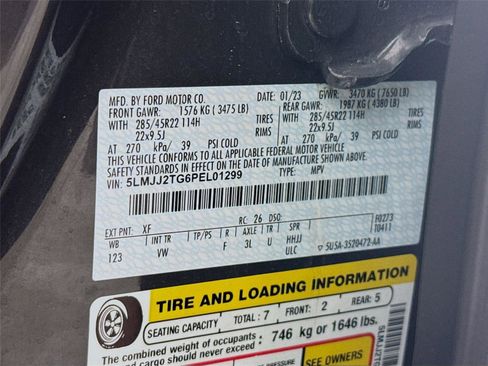 MFD. BY FORD MOTOR CO.
DATE: 01/23 GVWR: 3470 KG (7650 LB)
FRONT GAWR: 1576 KG (3475 LB) REAR GAWR: 1987 KG (4380 LB)
WITH 285/45R22 114H TIRES WITH 285/45R22 114H TIRES
22x9.5J RIMS 22x9.5J RIMS
AT 270 kPa/ 39 PSI COLD AT 270 kPa/ 39 PSI COLD
THIS VEHICLE CONFORMS TO ALL APPLICABLE FEDERAL MOTOR VEHICLE
SAFETY STANDARDS IN EFFECT ON THE DATE OF MANUFACTURE SHOWN ABOVE.
VIN: 5LMJJ2TG6PEL01299 TYPE: MPV
EXT PNT: XF RC: 26 DSO: F0273
WB R AXLE TR T0411
123 VW F 3L U HHJJ
ULC 5U5A-3520472-AA
TIRE AND LOADING INFORMATION
SEATING CAPACITY TOTAL: 7 FRONT: 2 REAR: 5
The combined weight of occupants : 746 kg or 1646 lbs.
and cargo should never exceed
SEE OWNERS